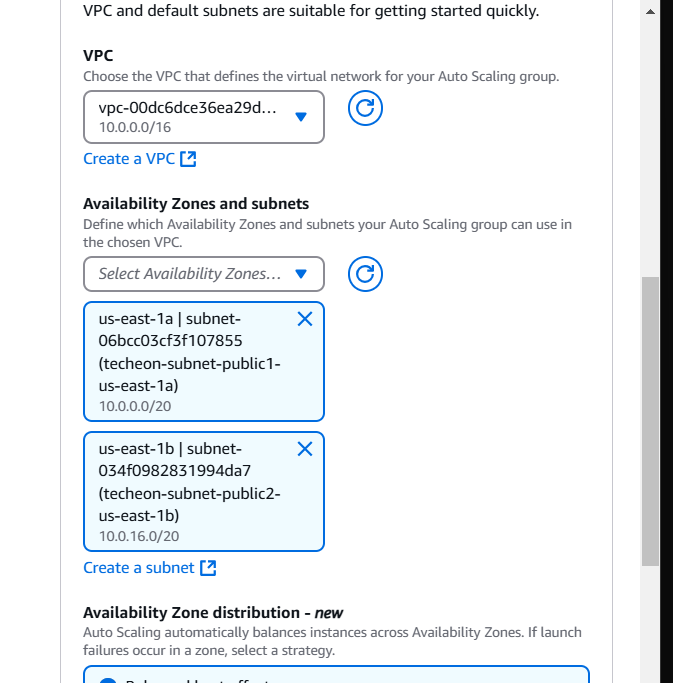 VPC and default subnets are suitable for getting started quickly.
VPC
Choose the VPC that defines the virtual network for your Auto Scaling group.
vpc-00dc6dce36ea29d...
10.0.0.0/16
Create a VPC
Availability Zones and subnets
Define which Availability Zones and subnets your Auto Scaling group can use in
the chosen VPC.
Select Availability Zones...
us-east-1a | subnet-
06bcc03cf3f107855
(techeon-subnet-public1-
us-east-1a)
10.0.0.0/20
us-east-1b | subnet-
034f0982831994da7
(techeon-subnet-public2-
us-east-1b)
10.0.16.0/20
Create a subnet
Availability Zone distribution - new
Auto Scaling automatically balances instances across Availability Zones. If launch
failures occur in a zone, select a strategy.